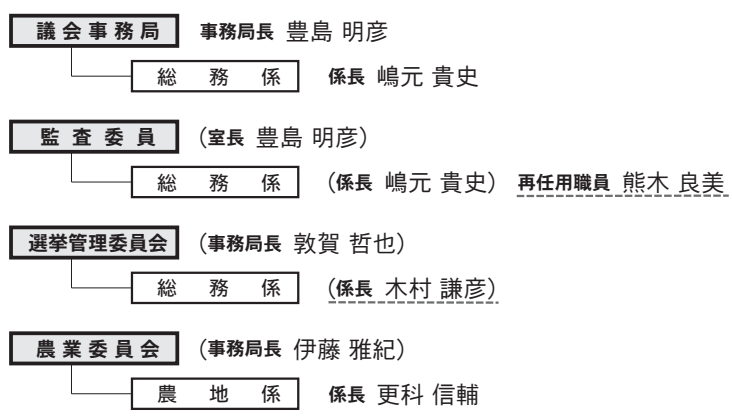 議会事務局 事務局長 豊島 明彦
総務係 係長 嶋元 貴史
監査委員 （室長 豊島 明彦）
総務係 （係長 嶋元 貴史） 再任用職員 熊木 良美
選挙管理委員会 （事務局長 敦賀 哲也）
総務係 （係長 木村 謙彦）
農業委員会 （事務局長 伊藤 雅紀）
農地係 係長 更科 信輔